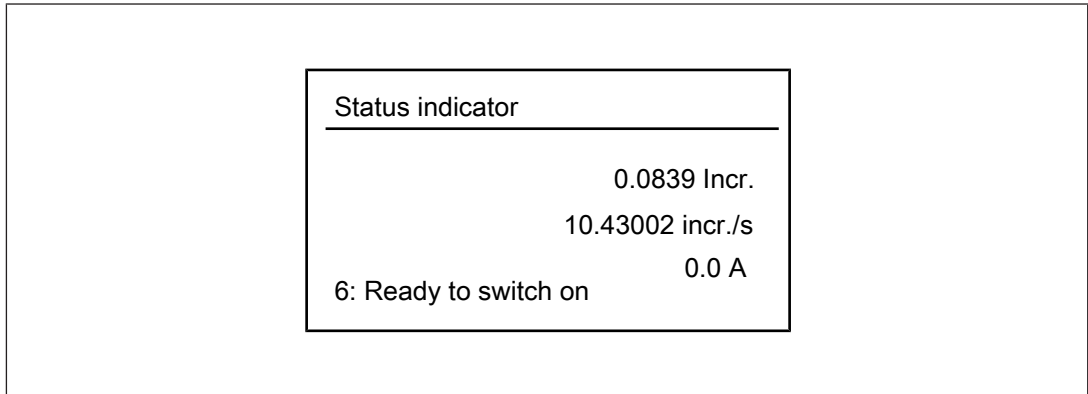 Status indicator
0.0839 Incr.
10.43002 incr./s
0.0 A
6: Ready to switch on